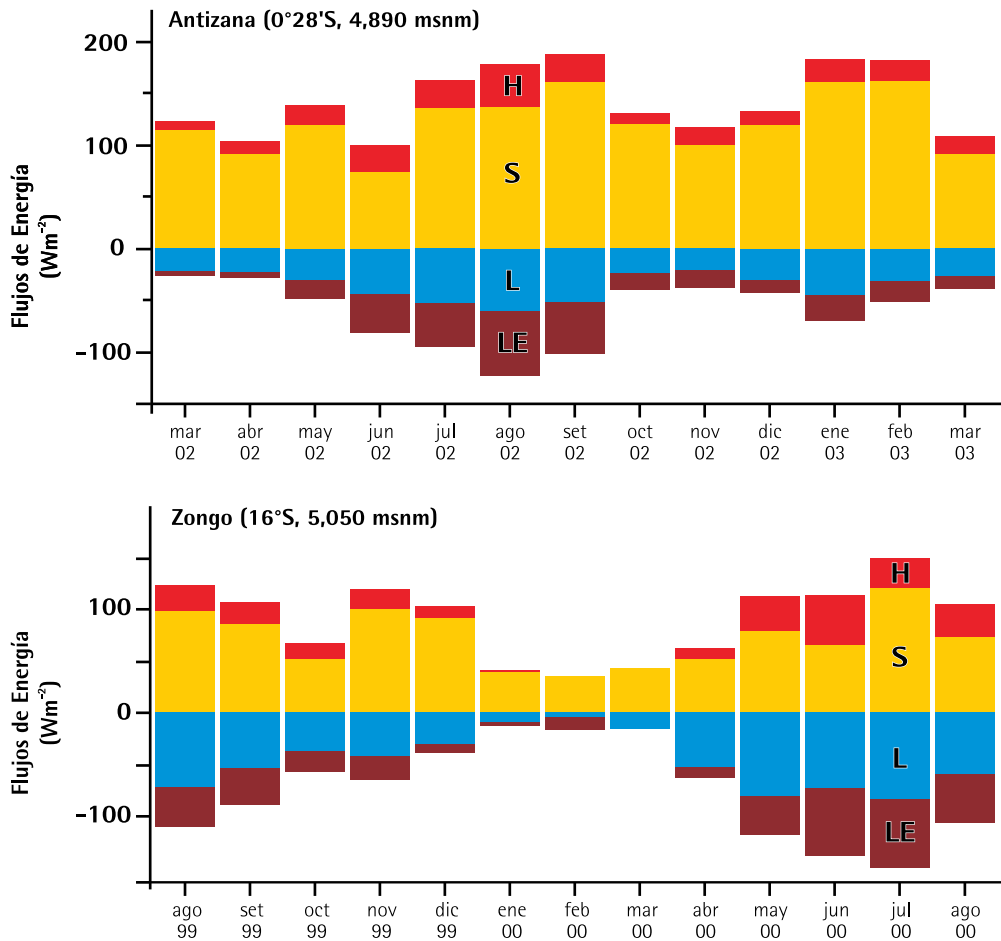 Antizana (0°28'S, 4,890 msnm)
Flujos de Energía
(Wm⁻²)
200
100
0
-100
H
S
L
LE
mar abr may jun jul ago set oct nov dic ene feb mar
02 02 02 02 02 02 02 02 02 02 03 03 03
Zongo (16°S, 5,050 msnm)
Flujos de Energía
(Wm⁻²)
100
0
-100
H
S
L
LE
ago set oct nov dic ene feb mar abr may jun jul ago
99 99 99 99 99 00 00 00 00 00 00 00 00